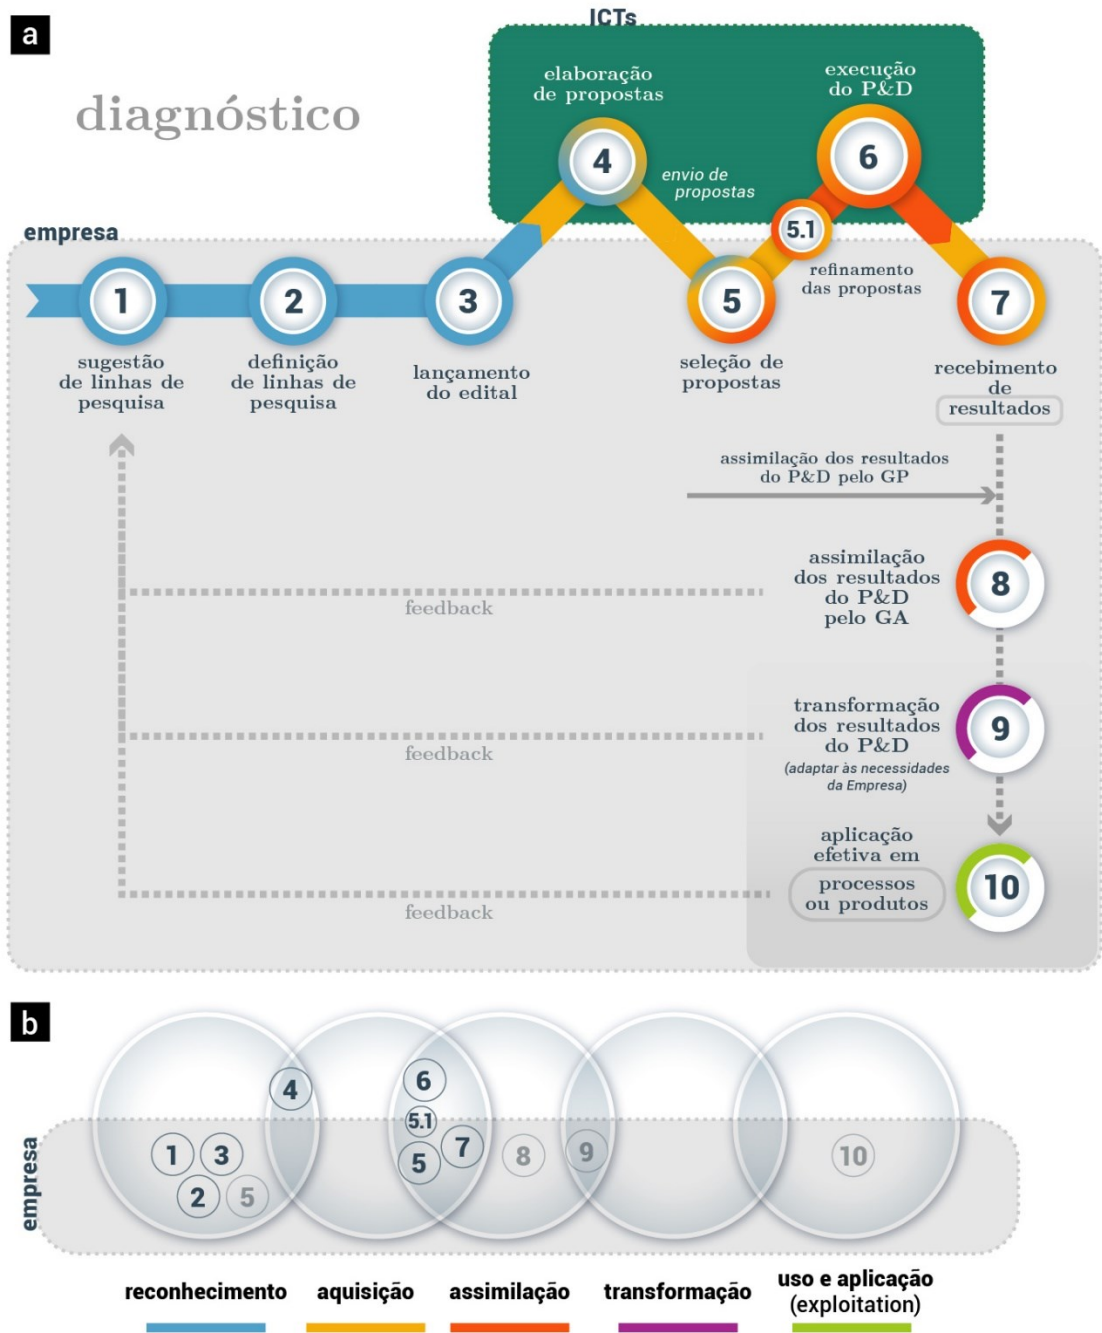 a
ICTs
diagnóstico
elaboração
de propostas
execução
do P&D
4
6
envio de
propostas
empresa
5.1
1
2
3
5
7
refinamento
das propostas
sugestão
de linhas de
pesquisa
definição
de linhas de
pesquisa
lançamento
do edital
seleção de
propostas
recebimento
de
resultados
assimilação dos resultados
do P&D pelo GP
assimilação
dos resultados
do P&D
pelo GA
8
feedback
transformação
dos resultados
do P&D
(adaptar às necessidades
da Empresa)
9
feedback
aplicação
efetiva em
processos
ou produtos
10
feedback
b
empresa
4
6
5.1
1
3
5
7
8
9
10
2
5
reconhecimento
aquisição
assimilação
transformação
uso e aplicação
(exploitation)